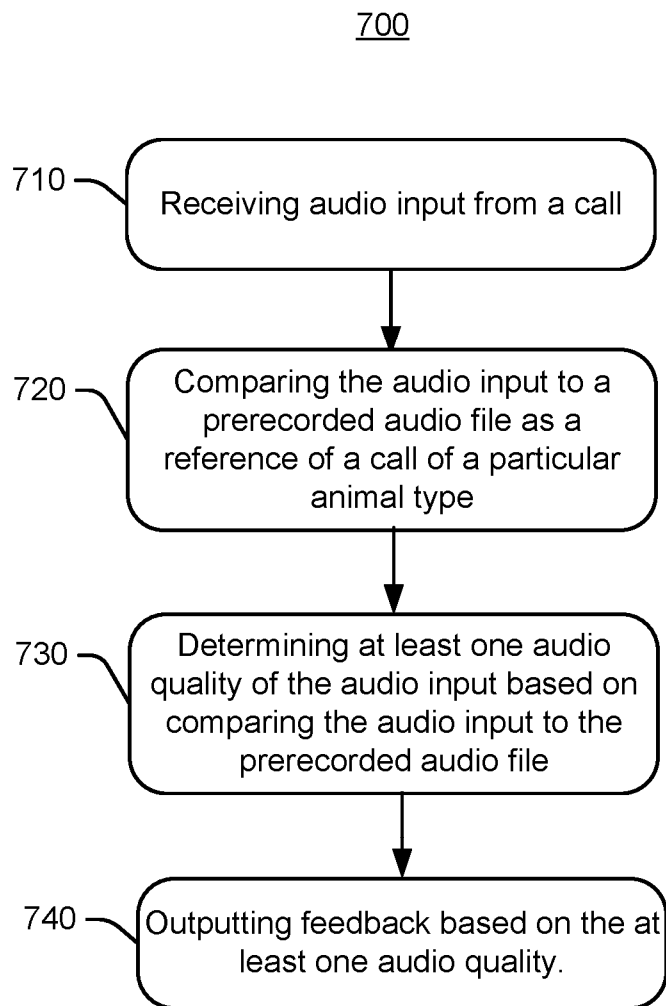 700
710
Receiving audio input from a call
720
Comparing the audio input to a
prerecorded audio file as a
reference of a call of a particular
animal type
730
Determining at least one audio
quality of the audio input based on
comparing the audio input to the
prerecorded audio file
740
Outputting feedback based on the at
least one audio quality.